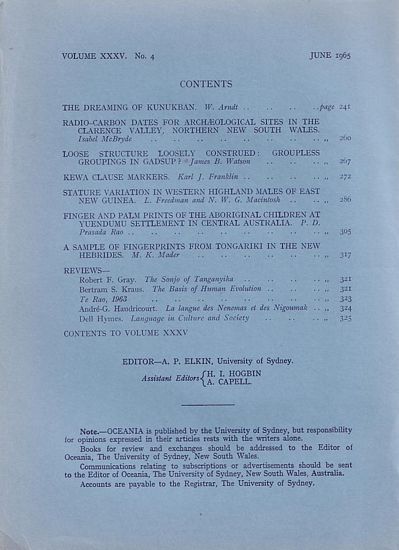 VOLUME XXXV. No. 4 JUNE 1965
CONTENTS
THE DREAMING OF KUNUKBAN. W. Arndt .. .. .. ..page 241
RADIO-CARBON DATES FOR ARCHÆOLOGICAL SITES IN THE
CLARENCE VALLEY, NORTHERN NEW SOUTH WALES.
Isabel McBryde .. .. .. .. .. .. .. .. ,, 260
LOOSE STRUCTURE LOOSELY CONSTRUED: GROUPLESS
GROUPINGS IN GADSUP? James B. Watson .. .. .. ,, 267
KEWA CLAUSE MARKERS. Karl J. Franklin .. .. .. .. ,, 272
STATURE VARIATION IN WESTERN HIGHLAND MALES OF EAST
NEW GUINEA. L. Freedman and N. W. G. Macintosh .. .. ,, 286
FINGER AND PALM PRINTS OF THE ABORIGINAL CHILDREN AT
YUENDUMU SETTLEMENT IN CENTRAL AUSTRALIA. P. D.
Prasada Rao .. .. .. .. .. .. .. .. ,, 305
A SAMPLE OF FINGERPRINTS FROM TONGARIKI IN THE NEW
HEBRIDES. M. K. Mader .. .. .. .. .. .. ,, 317
REVIEWS—
Robert F. Gray. The Sonjo of Tanganyika .. .. .. .. ,, 321
Bertram S. Kraus. The Basis of Human Evolution .. .. .. ,, 321
Te Rao, 1963 .. .. .. .. .. .. .. ,, 323
André-G. Haudricourt. La langue des Nenemas et des Nigoumak .. ,, 324
Dell Hymes. Language in Culture and Society .. .. .. ,, 325
CONTENTS TO VOLUME XXXV
EDITOR—A. P. ELKIN, University of Sydney.
Assistant Editors { H. I. HOGBIN
A. CAPELL.
Note.—OCEANIA is published by the University of Sydney, but responsibility
for opinions expressed in their articles rests with the writers alone.
Books for review and exchanges should be addressed to the Editor of
Oceania, The University of Sydney, New South Wales.
Communications relating to subscriptions or advertisements should be sent
to the Editor of Oceania, The University of Sydney, New South Wales, Australia.
Accounts are payable to the Registrar, The University of Sydney.